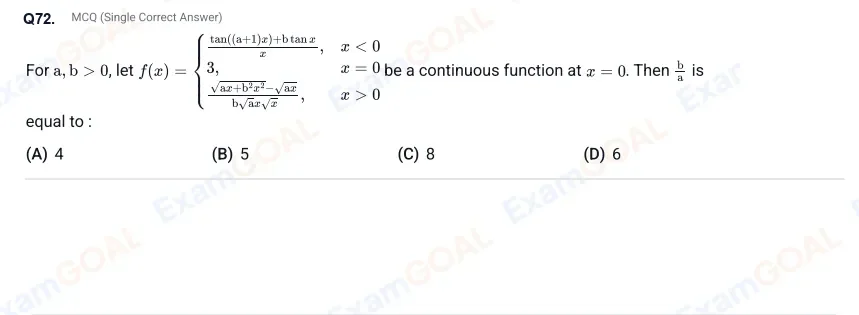 Q72. MCQ (Single Correct Answer)
For a, b > 0, let f(x) = { (tan((a+1)x)+b tan x)/x, x < 0
3, x = 0
(√(ax+b²x²)−√(ax))/(b√a x√x), x > 0 be a continuous function at x = 0. Then b/a is
equal to :
(A) 4 (B) 5 (C) 8 (D) 6
ExamGOAL